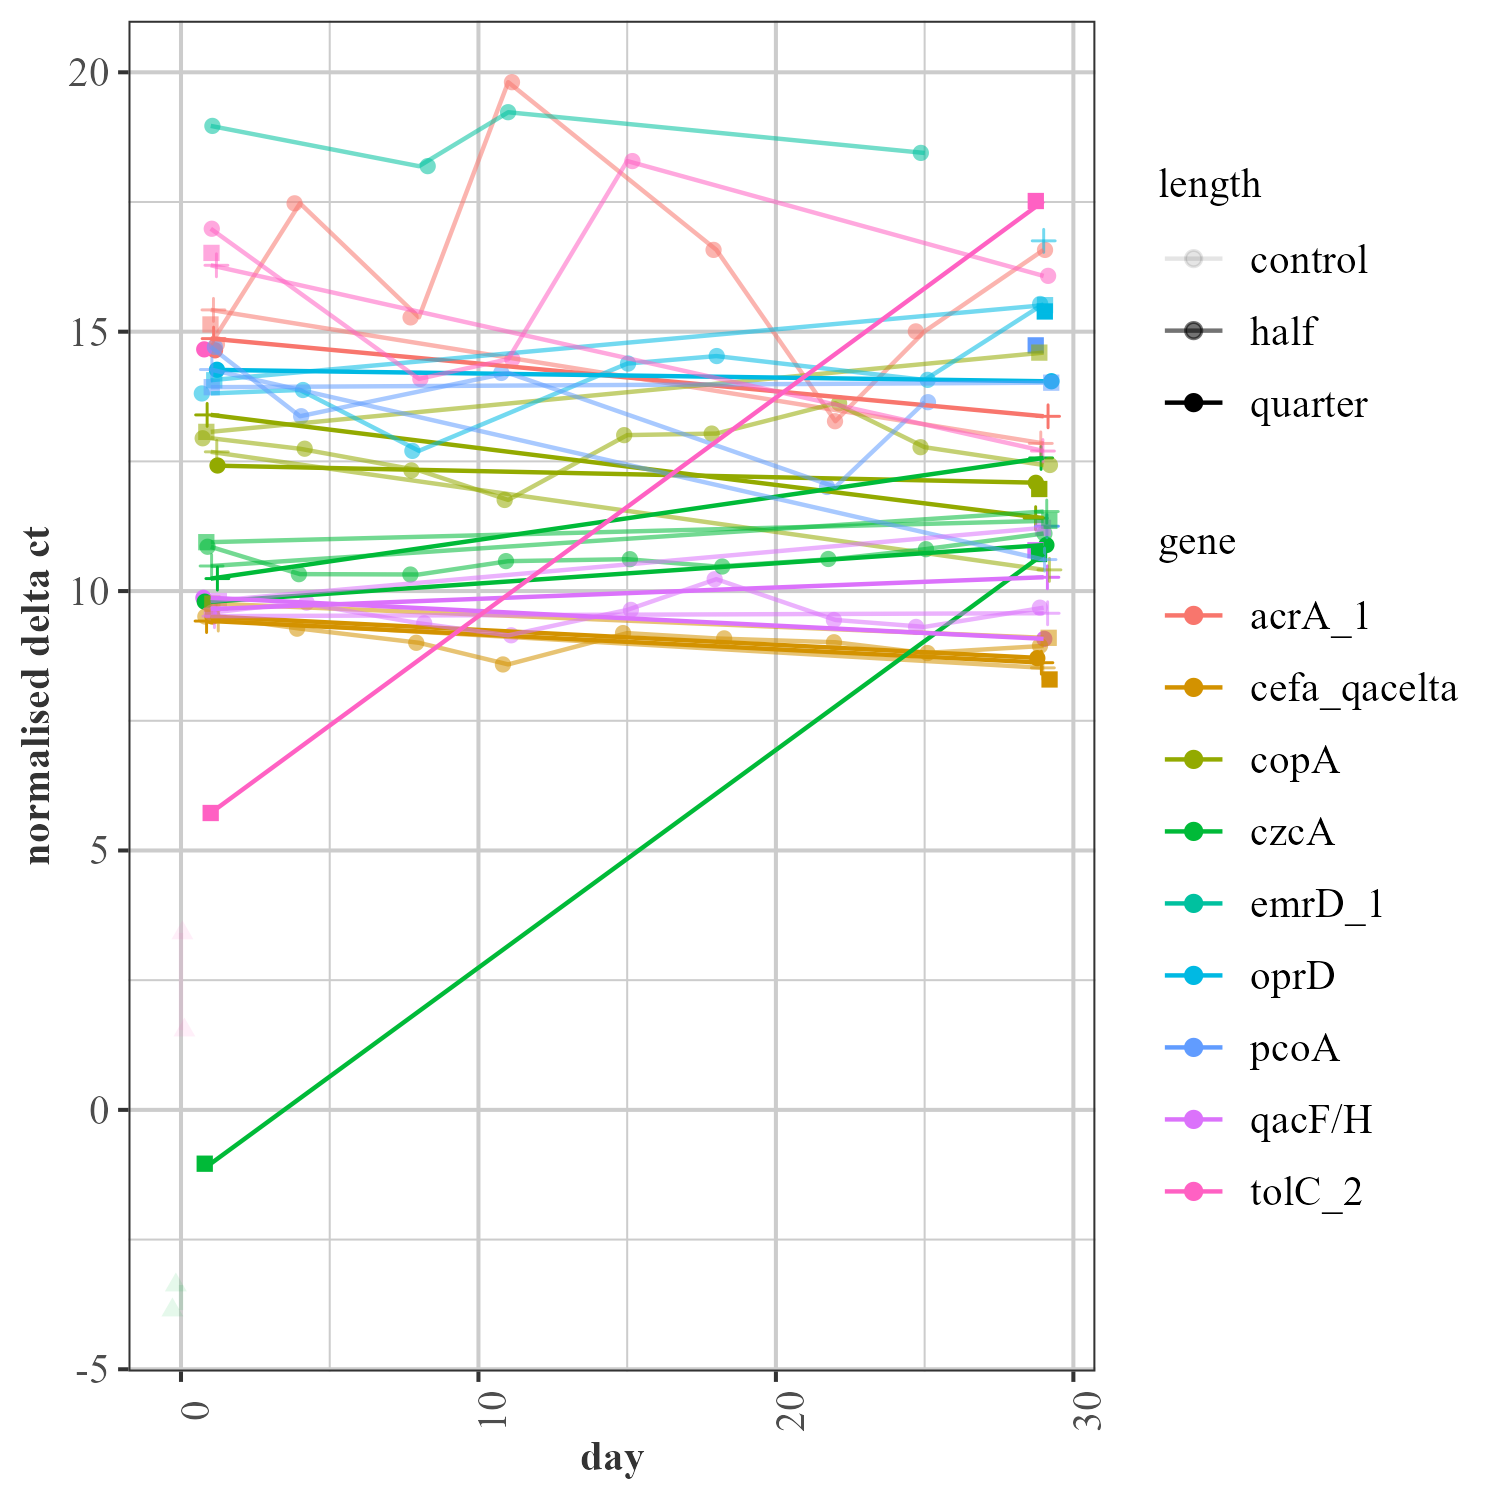 20
15
10
5
0
-5
normalised delta ct
0
10
20
30
day
length
control
half
quarter
gene
acrA_1
cefa_qacelta
copA
czcA
emrD_1
oprD
pcoA
qacF/H
tolC_2